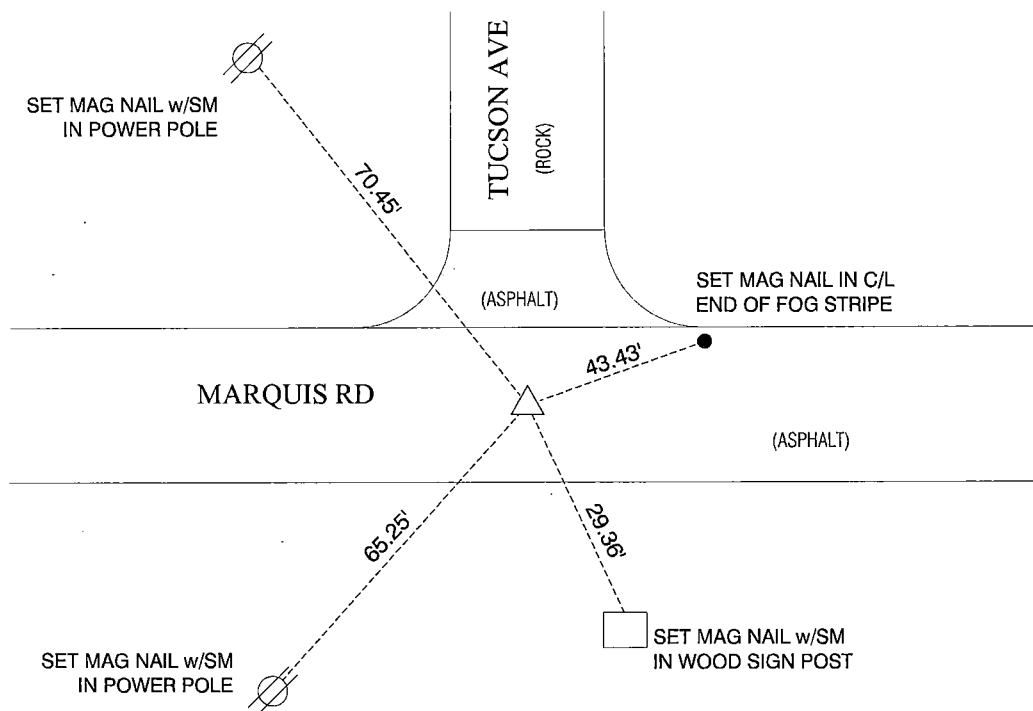 TUCSON AVE
(ROCK)
SET MAG NAIL w/SM
IN POWER POLE
70.45'
(ASPHALT)
SET MAG NAIL IN C/L
END OF FOG STRIPE
43.43'
MARQUIS RD
(ASPHALT)
65.25'
29.36'
SET MAG NAIL w/SM
IN POWER POLE
SET MAG NAIL w/SM
IN WOOD SIGN POST